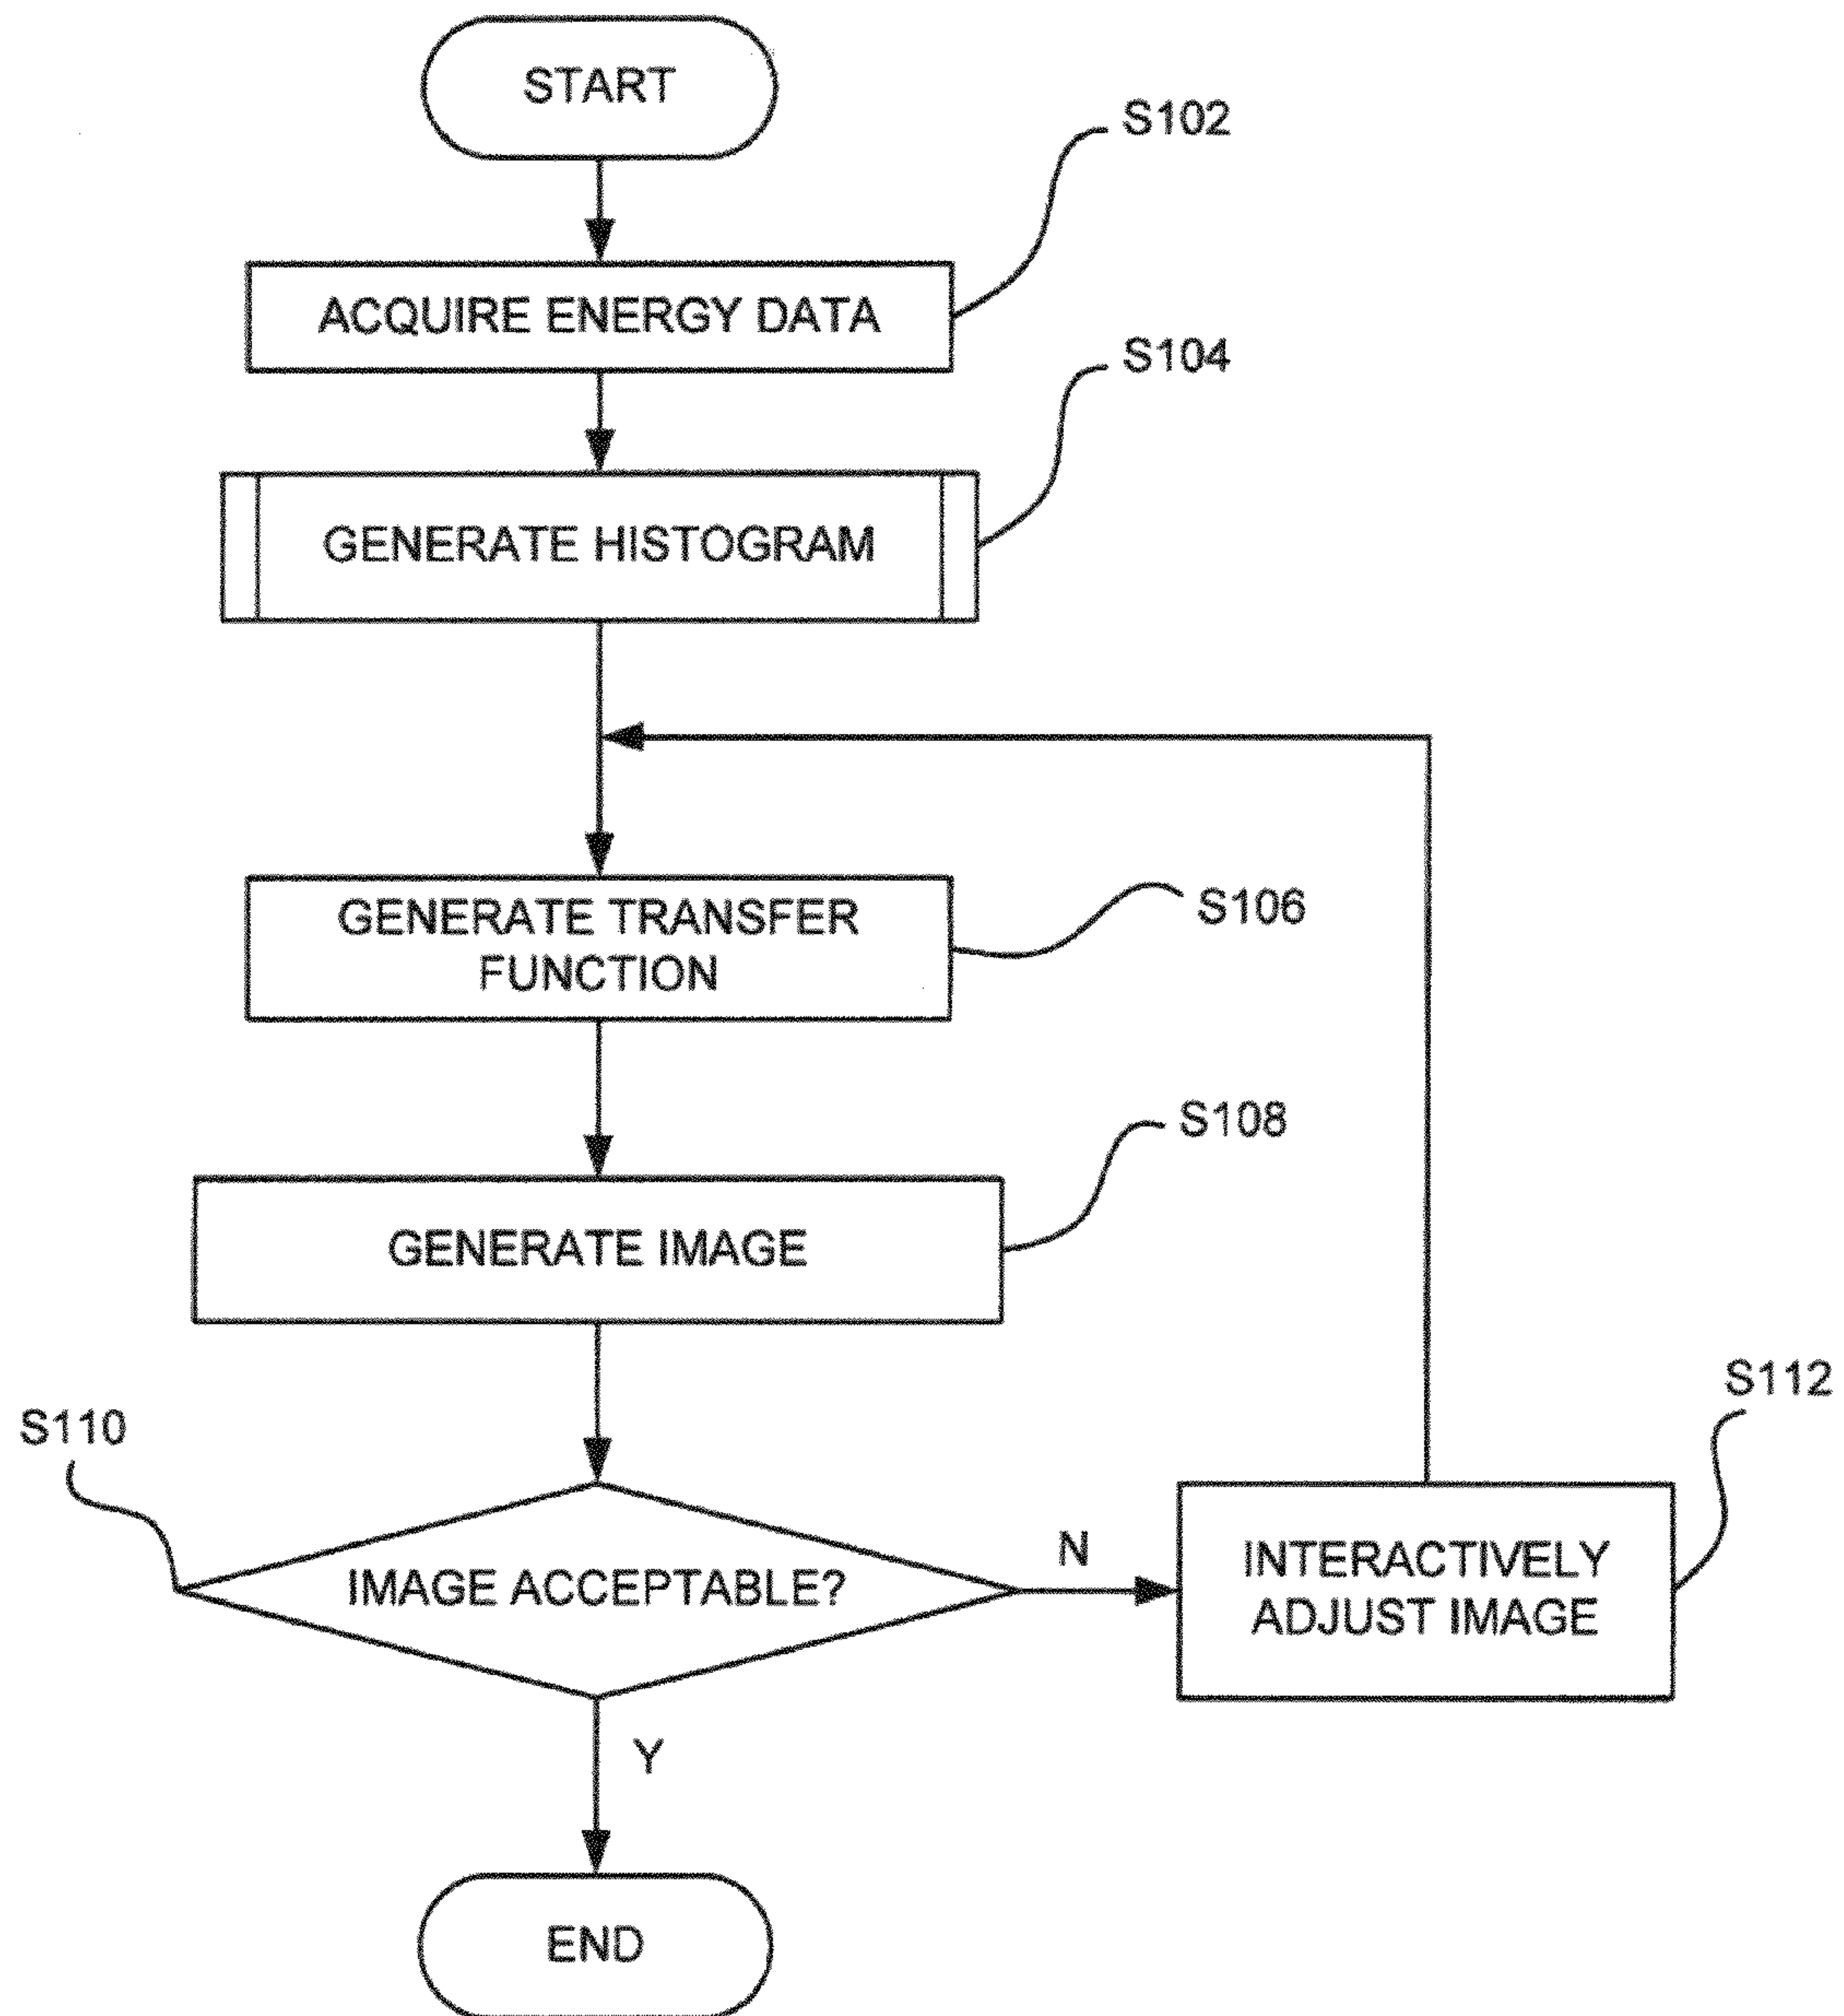 START
S102
ACQUIRE ENERGY DATA
S104
GENERATE HISTOGRAM
GENERATE TRANSFER
FUNCTION
S106
S108
GENERATE IMAGE
S110
IMAGE ACCEPTABLE?
N
S112
INTERACTIVELY
ADJUST IMAGE
Y
END